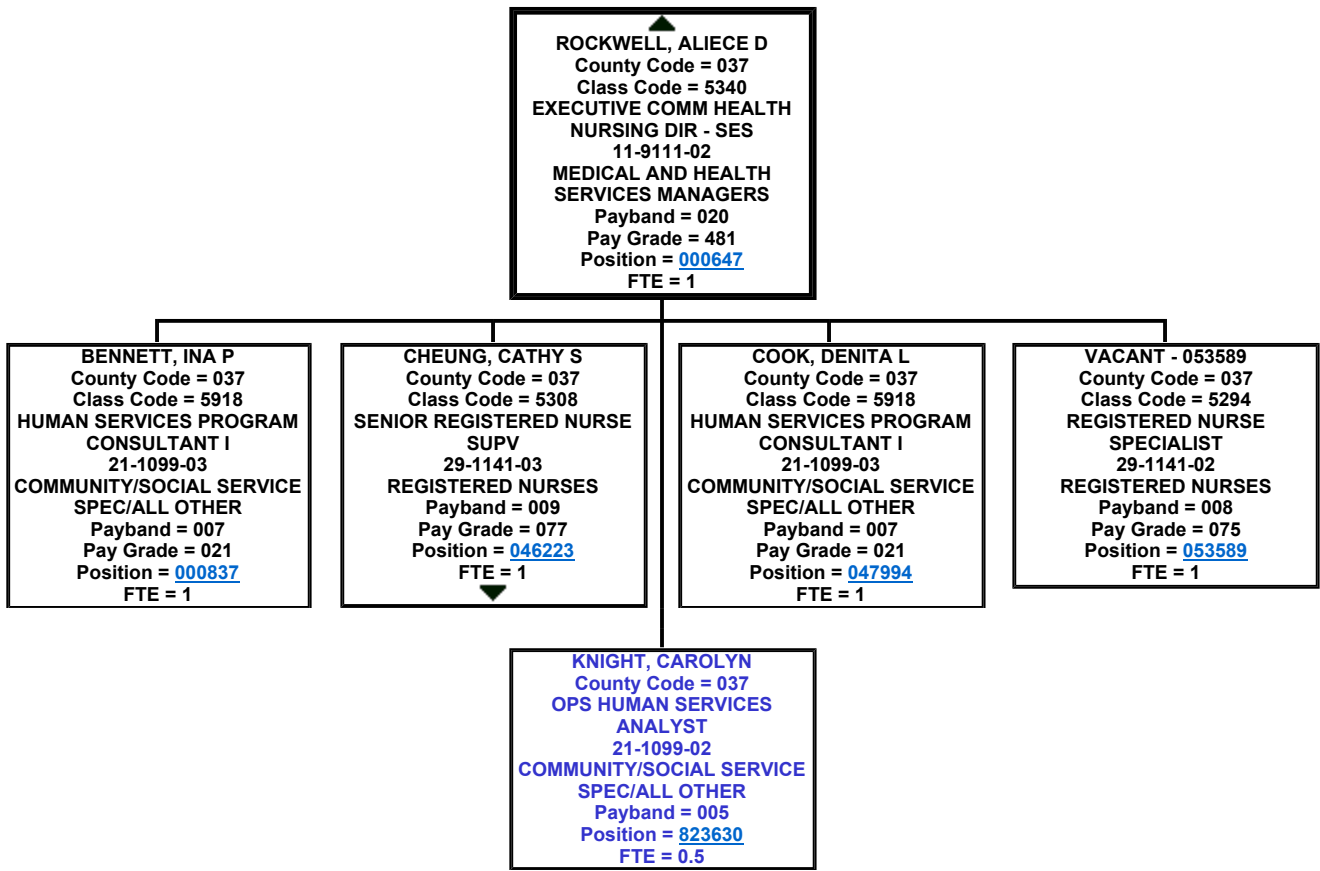 ROCKWELL, ALIECE D
County Code = 037
Class Code = 5340
EXECUTIVE COMM HEALTH
NURSING DIR - SES
11-9111-02
MEDICAL AND HEALTH
SERVICES MANAGERS
Payband = 020
Pay Grade = 481
Position = 000647
FTE = 1
BENNETT, INA P
County Code = 037
Class Code = 5918
HUMAN SERVICES PROGRAM
CONSULTANT I
21-1099-03
COMMUNITY/SOCIAL SERVICE
SPEC/ALL OTHER
Payband = 007
Pay Grade = 021
Position = 000837
FTE = 1
CHEUNG, CATHY S
County Code = 037
Class Code = 5308
SENIOR REGISTERED NURSE
SUPV
29-1141-03
REGISTERED NURSES
Payband = 009
Pay Grade = 077
Position = 046223
FTE = 1
COOK, DENITA L
County Code = 037
Class Code = 5918
HUMAN SERVICES PROGRAM
CONSULTANT I
21-1099-03
COMMUNITY/SOCIAL SERVICE
SPEC/ALL OTHER
Payband = 007
Pay Grade = 021
Position = 047994
FTE = 1
VACANT - 053589
County Code = 037
Class Code = 5294
REGISTERED NURSE
SPECIALIST
29-1141-02
REGISTERED NURSES
Payband = 008
Pay Grade = 075
Position = 053589
FTE = 1
KNIGHT, CAROLYN
County Code = 037
OPS HUMAN SERVICES
ANALYST
21-1099-02
COMMUNITY/SOCIAL SERVICE
SPEC/ALL OTHER
Payband = 005
Position = 823630
FTE = 0.5